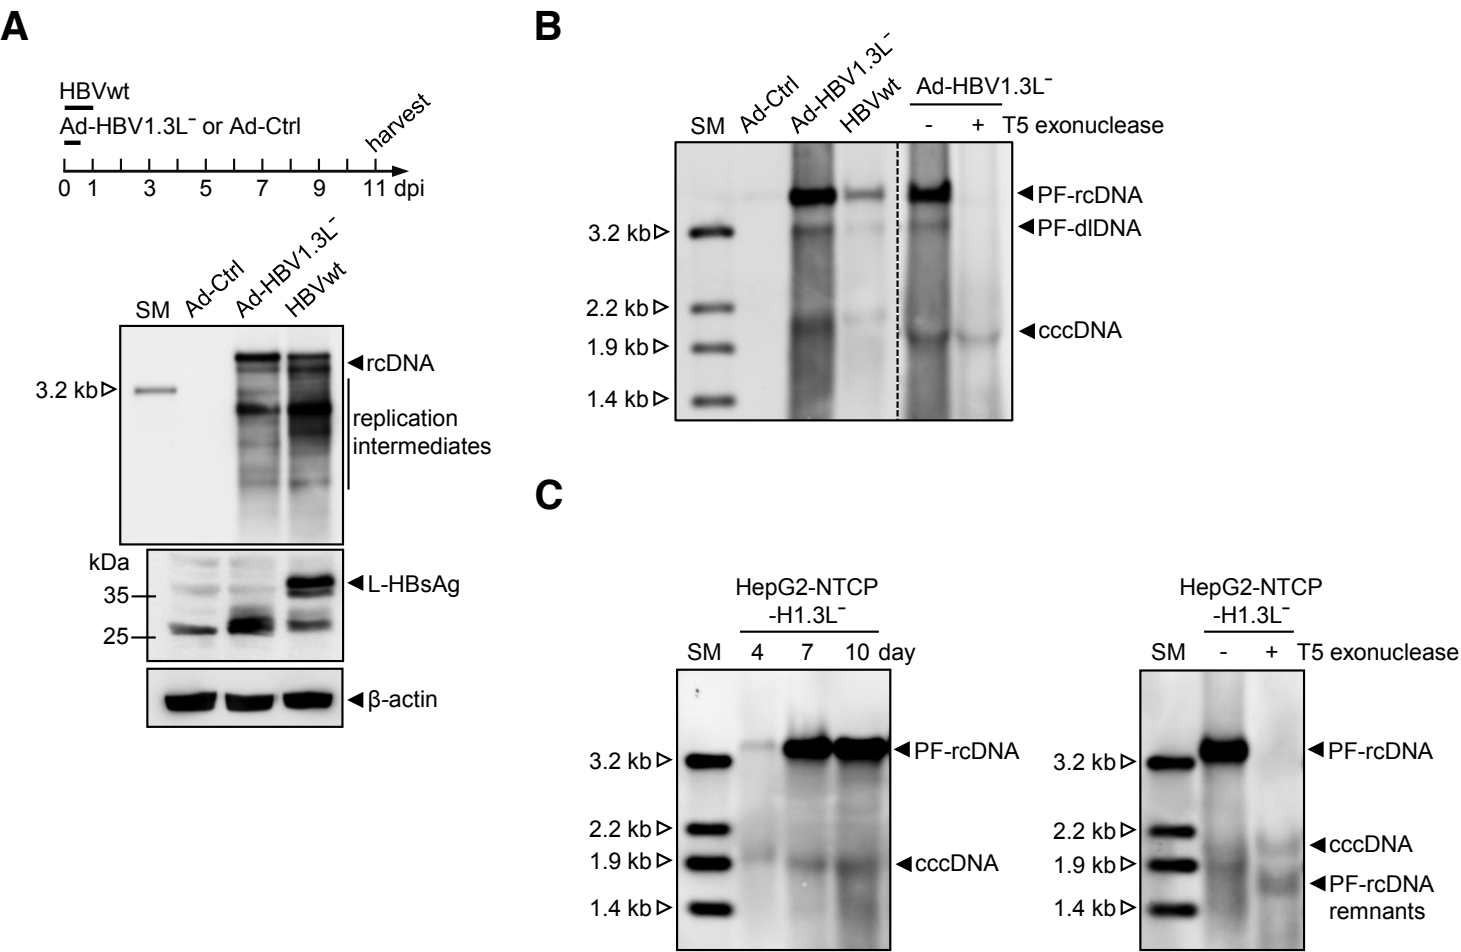 A
HBVwt
Ad-HBV1.3L⁻ or Ad-Ctrl
harvest
0 1 3 5 7 9 11 dpi
SM Ad-Ctrl Ad-HBV1.3L⁻ HBVwt
rcDNA
3.2 kb
replication
intermediates
kDa
35
25
L-HBsAg
β-actin
B
SM Ad-Ctrl Ad-HBV1.3L⁻ HBVwt
Ad-HBV1.3L⁻
- + T5 exonuclease
PF-rcDNA
3.2 kb
PF-dlDNA
2.2 kb
cccDNA
1.9 kb
1.4 kb
C
HepG2-NTCP
-H1.3L⁻
SM 4 7 10 day
PF-rcDNA
3.2 kb
2.2 kb
1.9 kb
cccDNA
1.4 kb
HepG2-NTCP
-H1.3L⁻
SM - + T5 exonuclease
PF-rcDNA
3.2 kb
2.2 kb
cccDNA
1.9 kb
PF-rcDNA
remnants
1.4 kb